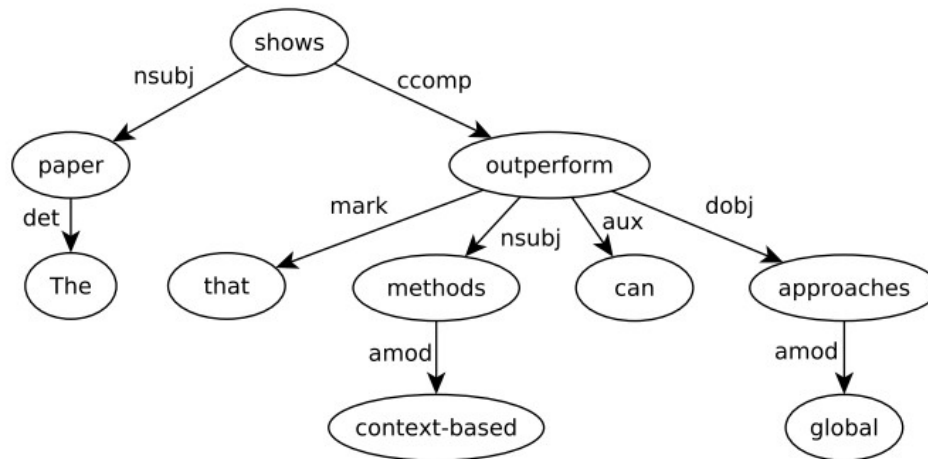 shows
nsubj
ccomp
paper
outperform
det
mark
nsubj
aux
dobj
The
that
methods
can
approaches
amod
amod
context-based
global